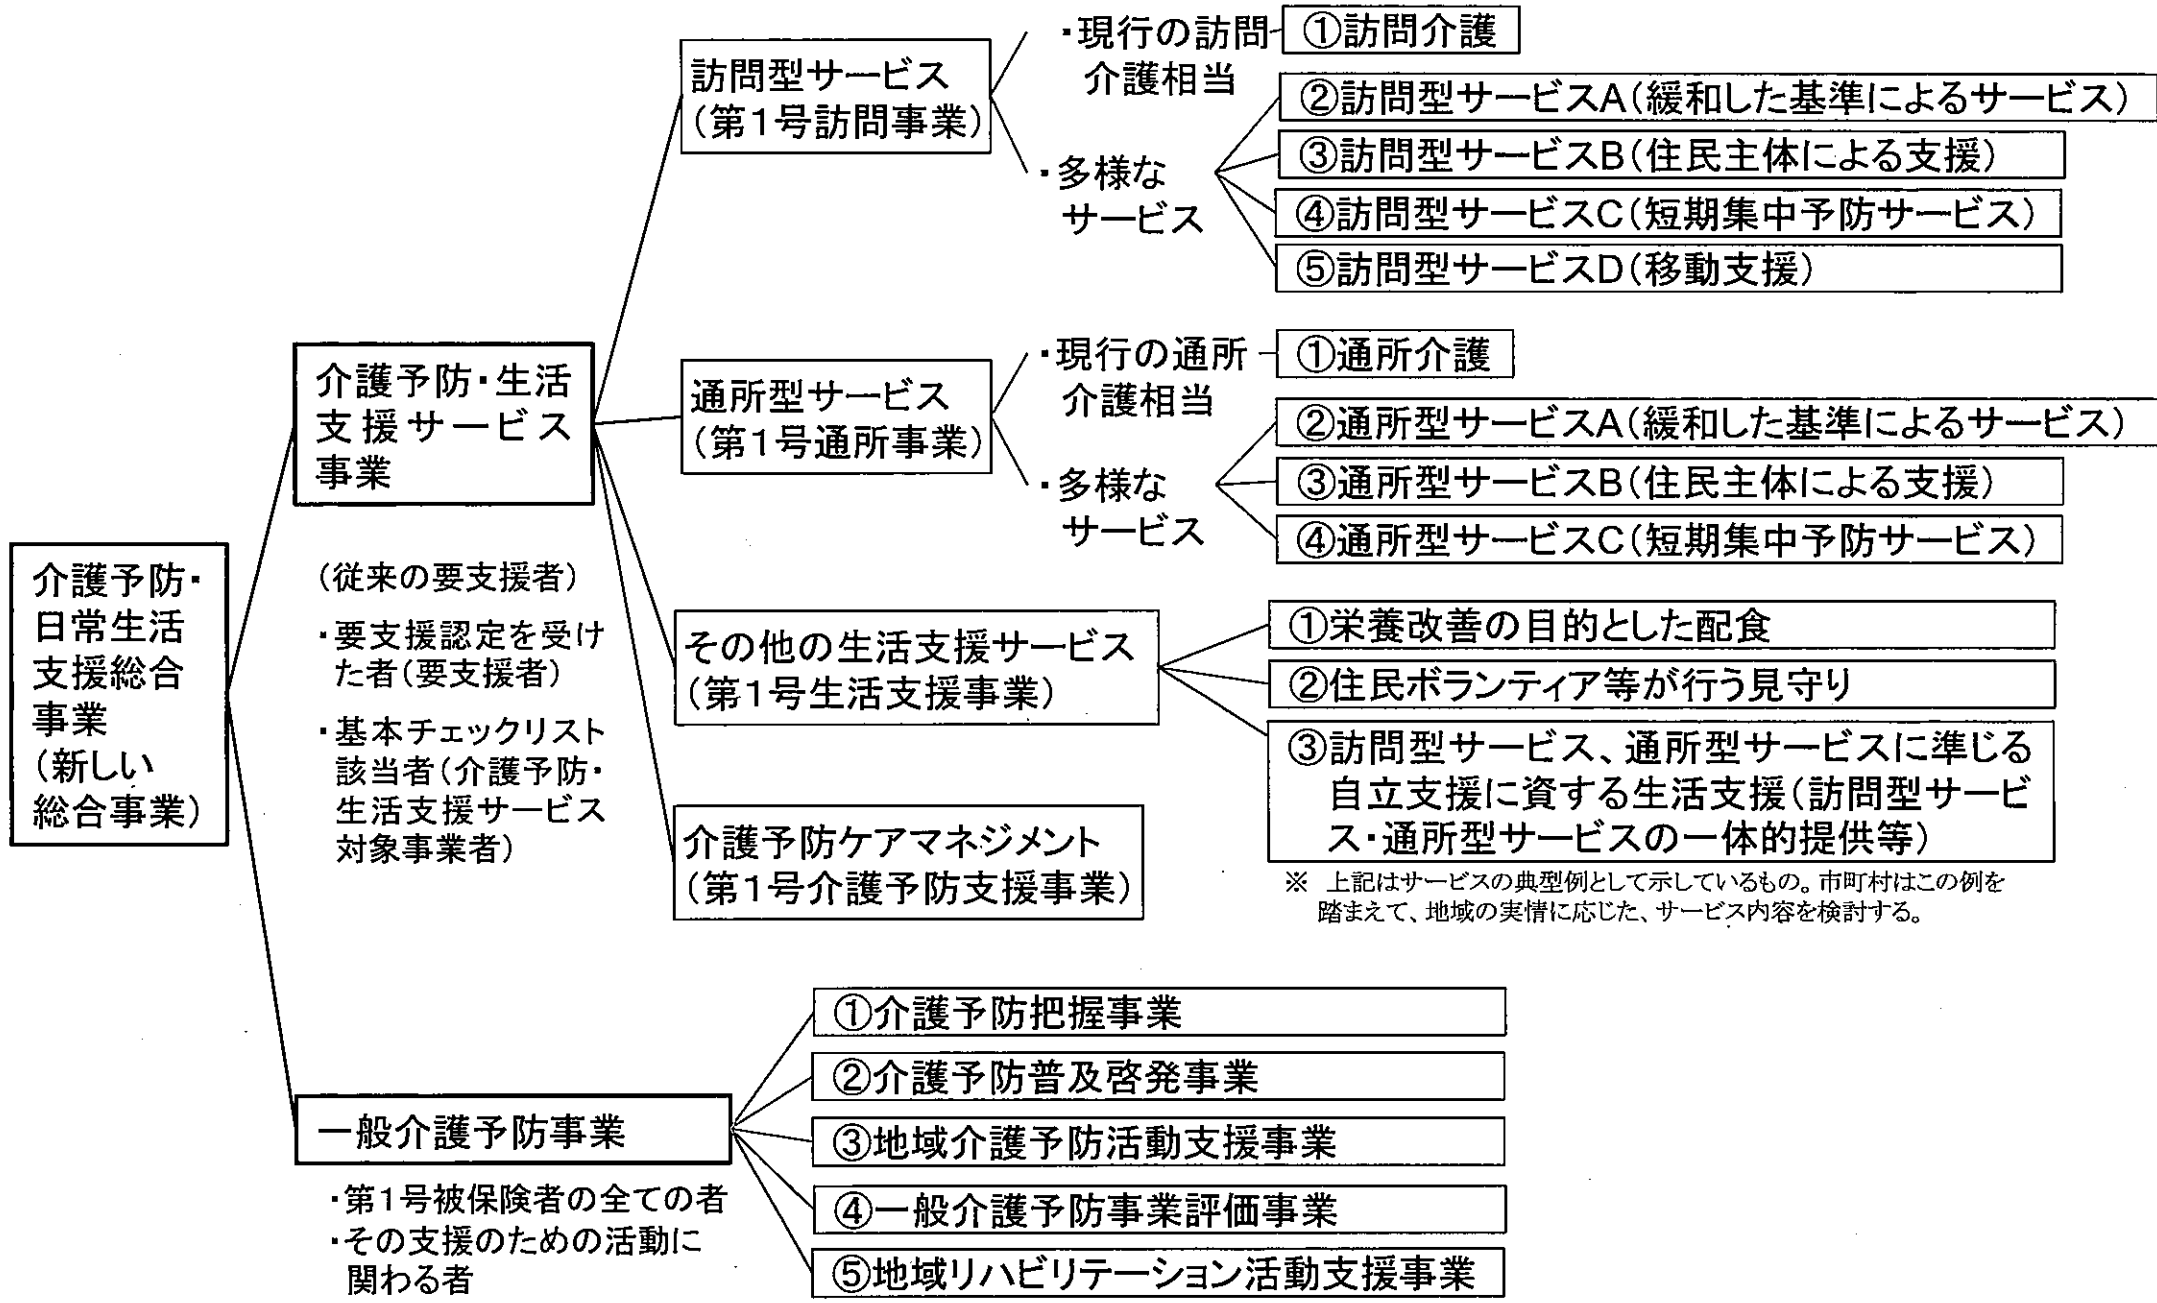 介護予防・
日常生活
支援総合
事業
(新しい
総合事業)
介護予防・生活
支援サービス
事業
(従来の要支援者)
・要支援認定を受け
た者(要支援者)
・基本チェックリスト
該当者(介護予防・
生活支援サービス
対象事業者)
訪問型サービス
(第1号訪問事業)
・現行の訪問
介護相当
①訪問介護
・多様な
サービス
②訪問型サービスA(緩和した基準によるサービス)
③訪問型サービスB(住民主体による支援)
④訪問型サービスC(短期集中予防サービス)
⑤訪問型サービスD(移動支援)
通所型サービス
(第1号通所事業)
・現行の通所
介護相当
①通所介護
・多様な
サービス
②通所型サービスA(緩和した基準によるサービス)
③通所型サービスB(住民主体による支援)
④通所型サービスC(短期集中予防サービス)
その他の生活支援サービス
(第1号生活支援事業)
①栄養改善の目的とした配食
②住民ボランティア等が行う見守り
③訪問型サービス、通所型サービスに準じる
自立支援に資する生活支援(訪問型サービ
ス・通所型サービスの一体的提供等)
介護予防ケアマネジメント
(第1号介護予防支援事業)
※ 上記はサービスの典型例として示しているもの。市町村はこの例を
踏まえて、地域の実情に応じた、サービス内容を検討する。
一般介護予防事業
・第1号被保険者の全ての者
・その支援のための活動に
関わる者
①介護予防把握事業
②介護予防普及啓発事業
③地域介護予防活動支援事業
④一般介護予防事業評価事業
⑤地域リハビリテーション活動支援事業